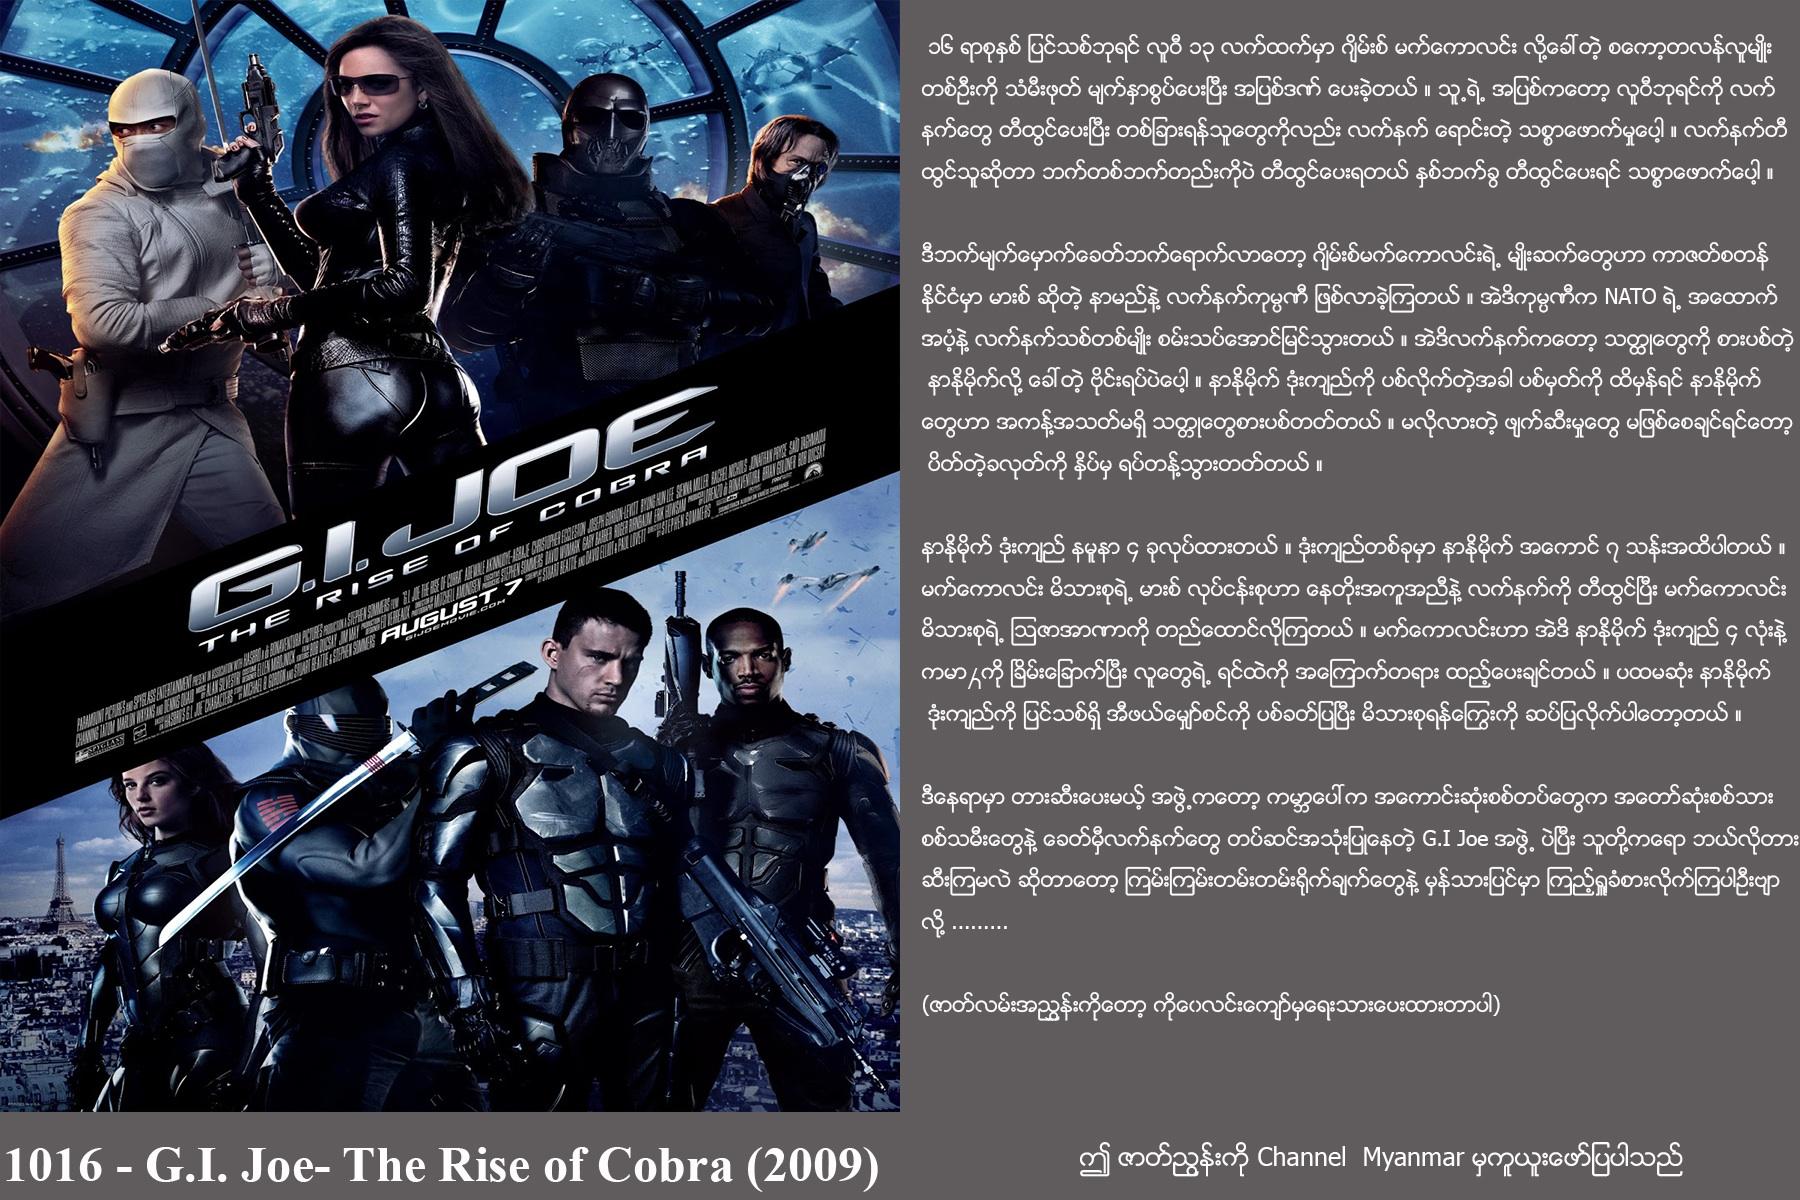 G.I. JOE
THE RISE OF COBRA
AUGUST 7
GIJOEMOVIE.COM
1016 - G.I. Joe- The Rise of Cobra (2009)
၁၆ ရာစုနှစ် ပြင်သစ်ဘုရင် လူဝီ ၁၃ လက်ထက်မှာ ဂျိမ်းစ် မက်ကောလင်း လို့ခေါ်တဲ့ စကော့တလန်လူမျိုး
တစ်ဦးကို သံမီးဖုတ် မျက်နှာစွပ်ပေးပြီး အပြစ်ဒဏ် ပေးခဲ့တယ် ။ သူ့ရဲ့ အပြစ်ကတော့ လူဝီဘုရင်ကို လက်
နက်တွေ တီထွင်ပေးပြီး တစ်ခြားရန်သူတွေကိုလည်း လက်နက် ရောင်းတဲ့ သစ္စာဖောက်မှုပေါ့ ။ လက်နက်တီ
ထွင်သူဆိုတာ ဘက်တစ်ဘက်တည်းကိုပဲ တီထွင်ပေးရတယ် နှစ်ဘက်ခွ တီထွင်ပေးရင် သစ္စာဖောက်ပေါ့ ။
ဒီဘက်မျက်မှောက်ခေတ်ဘက်ရောက်လာတော့ ဂျိမ်းစ်မက်ကောလင်းရဲ့ မျိုးဆက်တွေဟာ ကာဇတ်စတန်
နိုင်ငံမှာ မားစ် ဆိုတဲ့ နာမည်နဲ့ လက်နက်ကုမ္ပဏီ ဖြစ်လာခဲ့ကြတယ် ။ အဲဒိကုမ္ပဏီက NATO ရဲ့ အထောက်
အပံ့နဲ့ လက်နက်သစ်တစ်မျိုး စမ်းသပ်အောင်မြင်သွားတယ် ။ အဲဒိလက်နက်ကတော့ သတ္ထုတွေကို စားပစ်တဲ့
နာနိုမိုက်လို့ ခေါ်တဲ့ ဗိုင်းရပ်ပဲပေါ့ ။ နာနိုမိုက် ဒုံးကျည်ကို ပစ်လိုက်တဲ့အခါ ပစ်မှတ်ကို ထိမှန်ရင် နာနိုမိုက်
တွေဟာ အကန့်အသတ်မရှိ သတ္တုတွေစားပစ်တတ်တယ် ။ မလိုလားတဲ့ ဖျက်ဆီးမှုတွေ မဖြစ်စေချင်ရင်တော့
ပိတ်တဲ့ခလုတ်ကို နှိပ်မှ ရပ်တန့်သွားတတ်တယ် ။
နာနိုမိုက် ဒုံးကျည် နမူနာ ၄ ခုလုပ်ထားတယ် ။ ဒုံးကျည်တစ်ခုမှာ နာနိုမိုက် အကောင် ၇ သန်းအထိပါတယ် ။
မက်ကောလင်း မိသားစုရဲ့ မားစ် လုပ်ငန်းစုဟာ နေတိုးအကူအညီနဲ့ လက်နက်ကို တီထွင်ပြီး မက်ကောလင်း
မိသားစုရဲ့ သြဇာအာဏာကို တည်ထောင်လိုကြတယ် ။ မက်ကောလင်းဟာ အဲဒိ နာနိုမိုက် ဒုံးကျည် ၄ လုံးနဲ့
ကမာ႓ကို ခြိမ်းခြောက်ပြီး လူတွေရဲ့ ရင်ထဲကို အကြောက်တရား ထည့်ပေးချင်တယ် ။ ပထမဆုံး နာနိုမိုက်
ဒုံးကျည်ကို ပြင်သစ်ရှိ အီဖယ်မျှော်စင်ကို ပစ်ခတ်ပြပြီး မိသားစုရန်ကြွေးကို ဆပ်ပြလိုက်ပါတော့တယ် ။
ဒီနေရာမှာ တားဆီးပေးမယ့် အဖွဲ့ကတော့ ကမ္ဘာပေါ်က အကောင်းဆုံးစစ်တပ်တွေက အတော်ဆုံးစစ်သား
စစ်သမီးတွေနဲ့ ခေတ်မှီလက်နက်တွေ တပ်ဆင်အသုံးပြုနေတဲ့ G.I Joe အဖွဲ့ ပဲပြီး သူတို့ကရော ဘယ်လိုတား
ဆီးကြမလဲ ဆိုတာတော့ ကြမ်းကြမ်းတမ်းတမ်းရိုက်ချက်တွေနဲ့ မှန်သားပြင်မှာ ကြည့်ရှုခံစားလိုက်ကြပါဦးဗျာ
လို့ .........
(ဇာတ်လမ်းအညွှန်းကိုတော့ ကိုဝေလင်းကျော်မှရေးသားပေးထားတာပါ)
ဤ ဇာတ်ညွန်းကို Channel Myanmar မှကူယူးဖော်ပြပါသည်